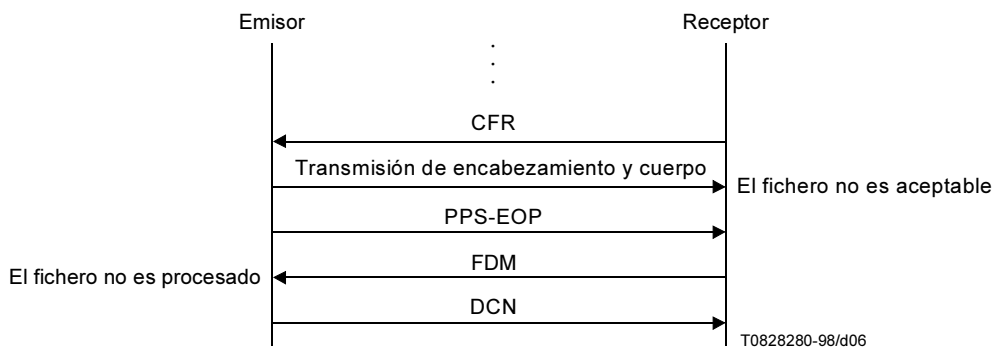 Emisor
Receptor
CFR
Transmisión de encabezamiento y cuerpo
El fichero no es aceptable
PPS-EOP
FDM
El fichero no es procesado
DCN
T0828280-98/d06